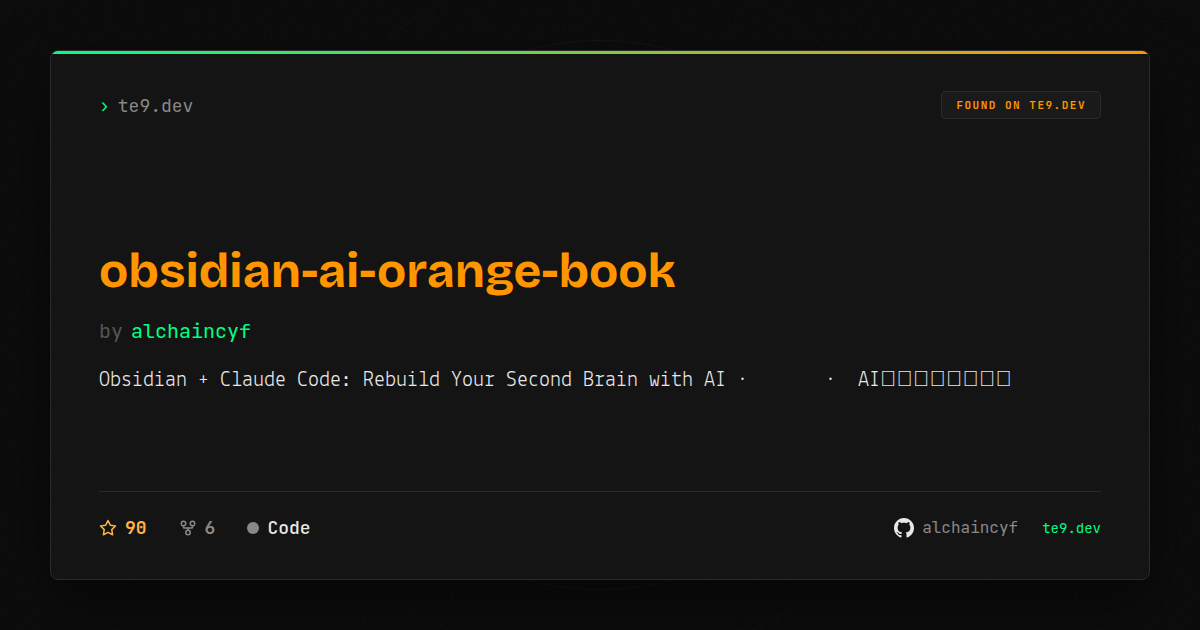 › te9.dev
FOUND ON TE9.DEV
obsidian-ai-orange-book
by alchaincyf
Obsidian + Claude Code: Rebuild Your Second Brain with AI · · AI
90 6 Code
alchaincyf te9.dev